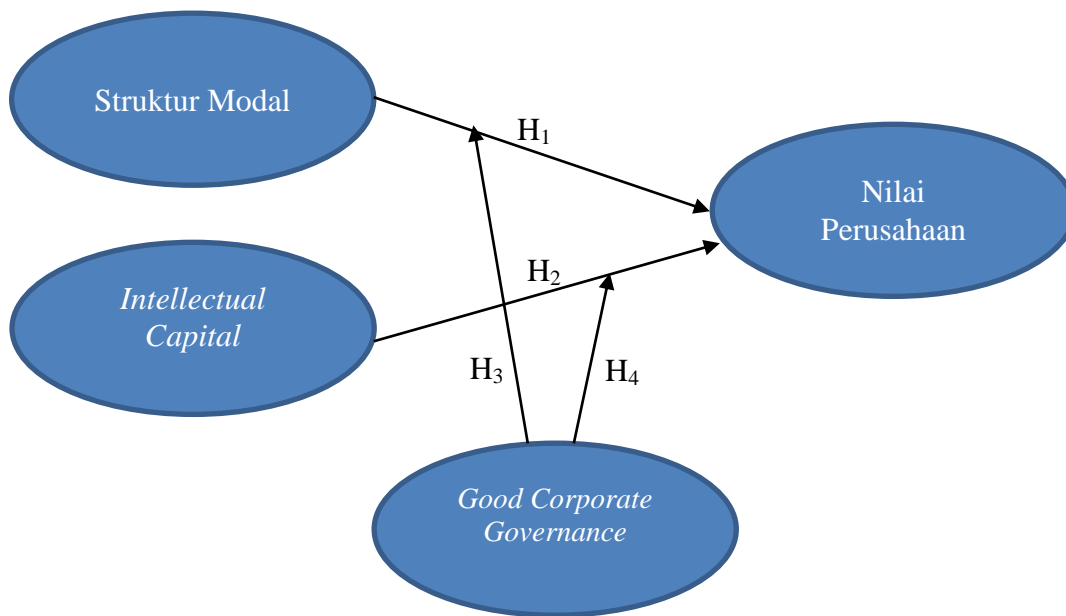 Struktur Modal
H₁
Nilai
Perusahaan
H₂
Intellectual
Capital
H₃
H₄
Good Corporate
Governance